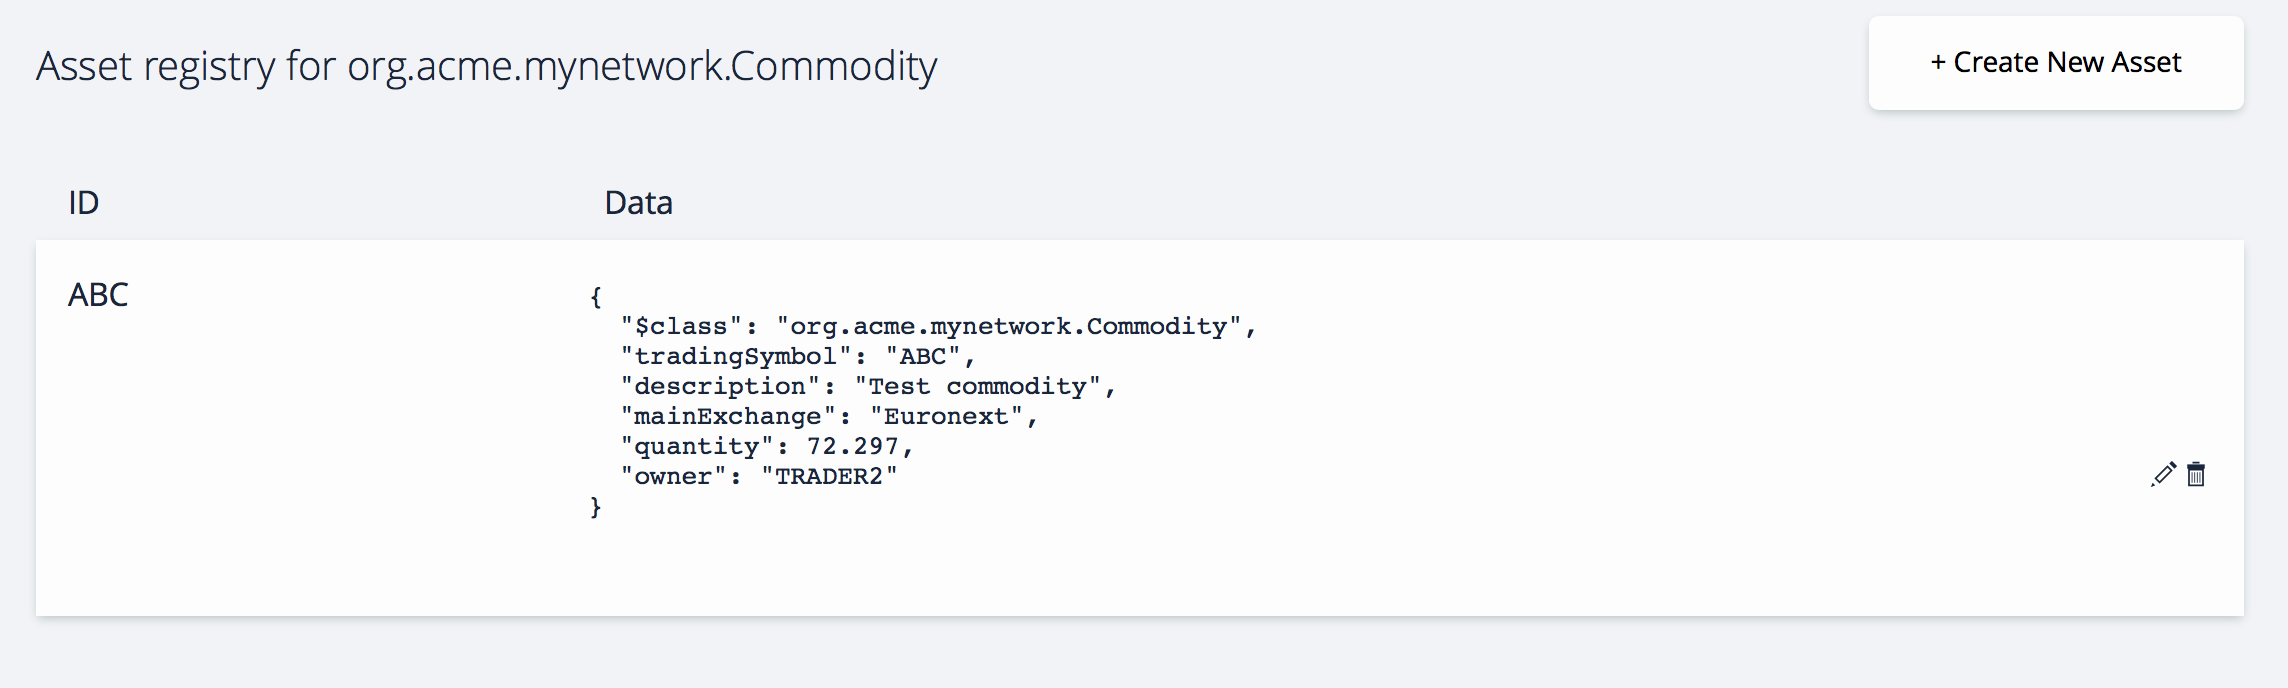 Asset registry for org.acme.mynetwork.Commodity
+ Create New Asset
ID Data
ABC
{
"$class": "org.acme.mynetwork.Commodity",
"tradingSymbol": "ABC",
"description": "Test commodity",
"mainExchange": "Euronext",
"quantity": 72.297,
"owner": "TRADER2"
}